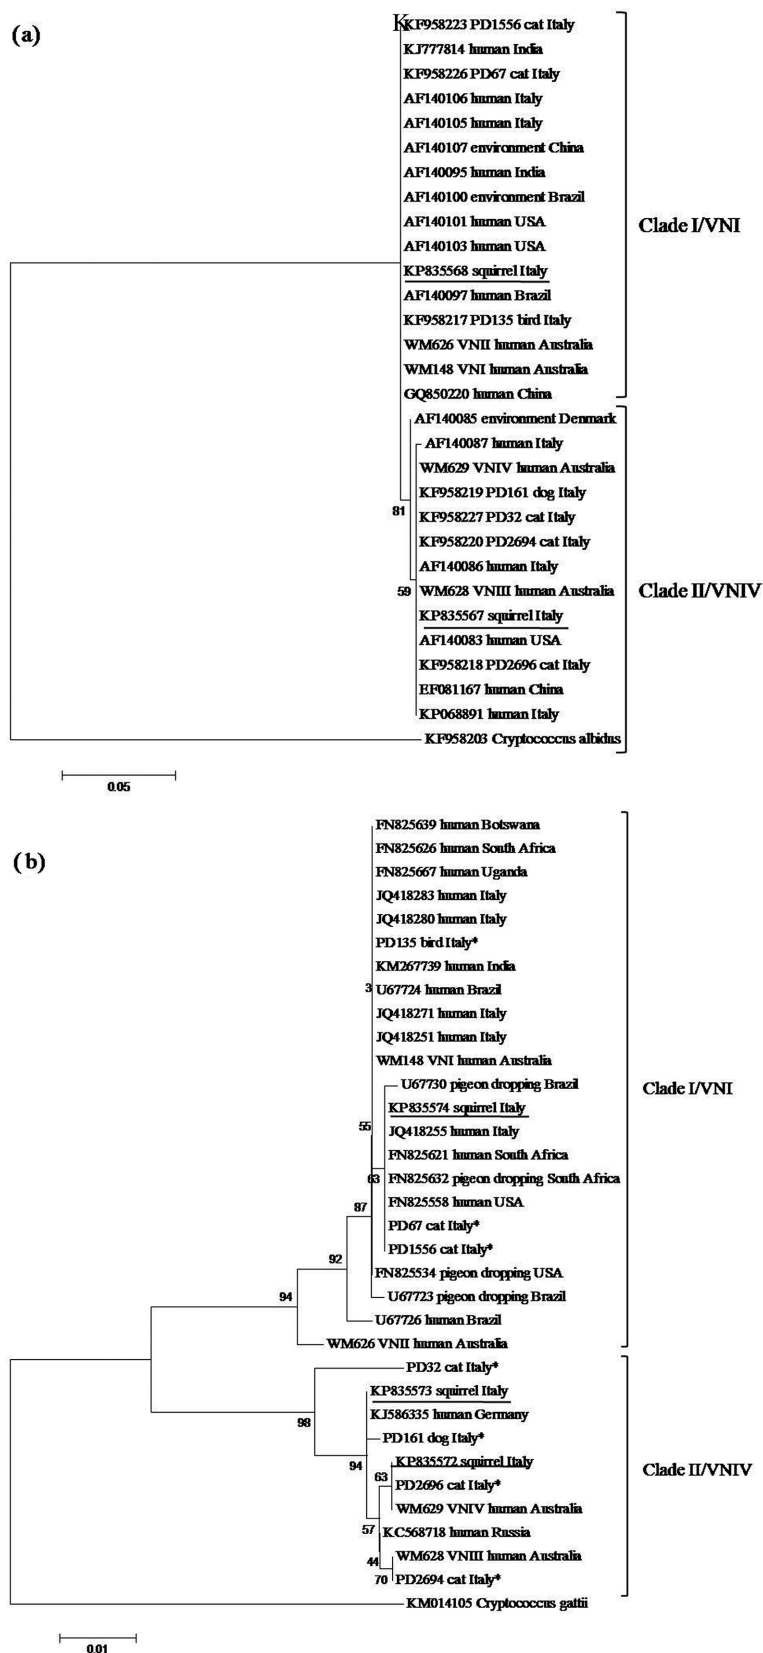 (a)
K
KF958223 PD1556 cat Italy
KJ777814 human India
KF958226 PD67 cat Italy
AF140106 human Italy
AF140105 human Italy
AF140107 environment China
AF140095 human India
AF140100 environment Brazil
AF140101 human USA
Clade I/VNI
AF140103 human USA
KP835568 squirrel Italy
AF140097 human Brazil
KF958217 PD135 bird Italy
WM626 VNII human Australia
WM148 VNI human Australia
GQ850220 human China
AF140085 environment Denmark
AF140087 human Italy
WM629 VNIV human Australia
KF958219 PD161 dog Italy
81
KF958227 PD32 cat Italy
KF958220 PD2694 cat Italy
AF140086 human Italy
59
WM628 VNIII human Australia
Clade II/VNIV
KP835567 squirrel Italy
AF140083 human USA
KF958218 PD2696 cat Italy
EF081167 human China
KP068891 human Italy
KF958203 Cryptococcus albidus
0.05
(b)
FN825639 human Botswana
FN825626 human South Africa
FN825667 human Uganda
JQ418283 human Italy
JQ418280 human Italy
PD135 bird Italy*
KM267739 human India
3
U67724 human Brazil
JQ418271 human Italy
JQ418251 human Italy
WM148 VNI human Australia
U67730 pigeon dropping Brazil
Clade I/VNI
KP835574 squirrel Italy
55
JQ418255 human Italy
FN825621 human South Africa
63
FN825632 pigeon dropping South Africa
FN825558 human USA
87
PD67 cat Italy*
PD1556 cat Italy*
92
FN825534 pigeon dropping USA
94
U67723 pigeon dropping Brazil
U67726 human Brazil
WM626 VNII human Australia
PD32 cat Italy*
KP835573 squirrel Italy
98
KJ586335 human Germany
PD161 dog Italy*
94
KP835572 squirrel Italy
Clade II/VNIV
63
PD2696 cat Italy*
WM629 VNIV human Australia
57
KC568718 human Russia
44
WM628 VNIII human Australia
70
PD2694 cat Italy*
KM014105 Cryptococcus gattii
0.01